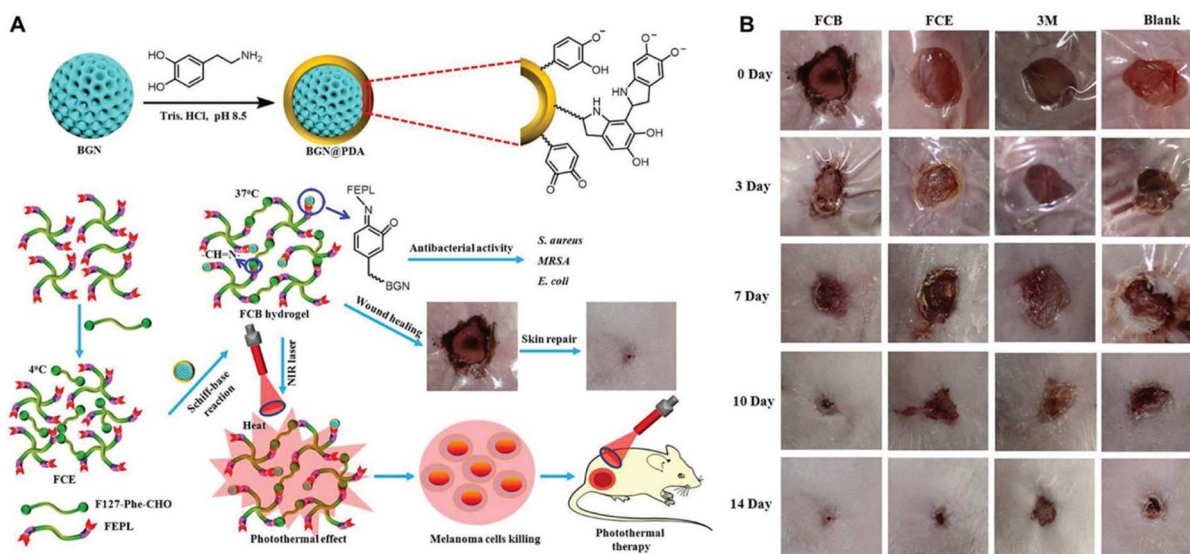 A
HO
HO
NH₂
Tris. HCl, pH 8.5
BGN
BGN@PDA
O⁻
OH
O⁻
O⁻
HN
N
H
OH
OH
O
O
37⁰C
FEPL
N
O
BGN
-CH=N-
FCB hydrogel
Antibacterial activity
S. aureus
MRSA
E. coli
Wound healing
Skin repair
4⁰C
FCE
Schiff-base
reaction
NIR laser
Heat
Photothermal effect
Melanoma cells killing
Photothermal
therapy
F127-Phe-CHO
FEPL
B
FCB FCE 3M Blank
0 Day
3 Day
7 Day
10 Day
14 Day